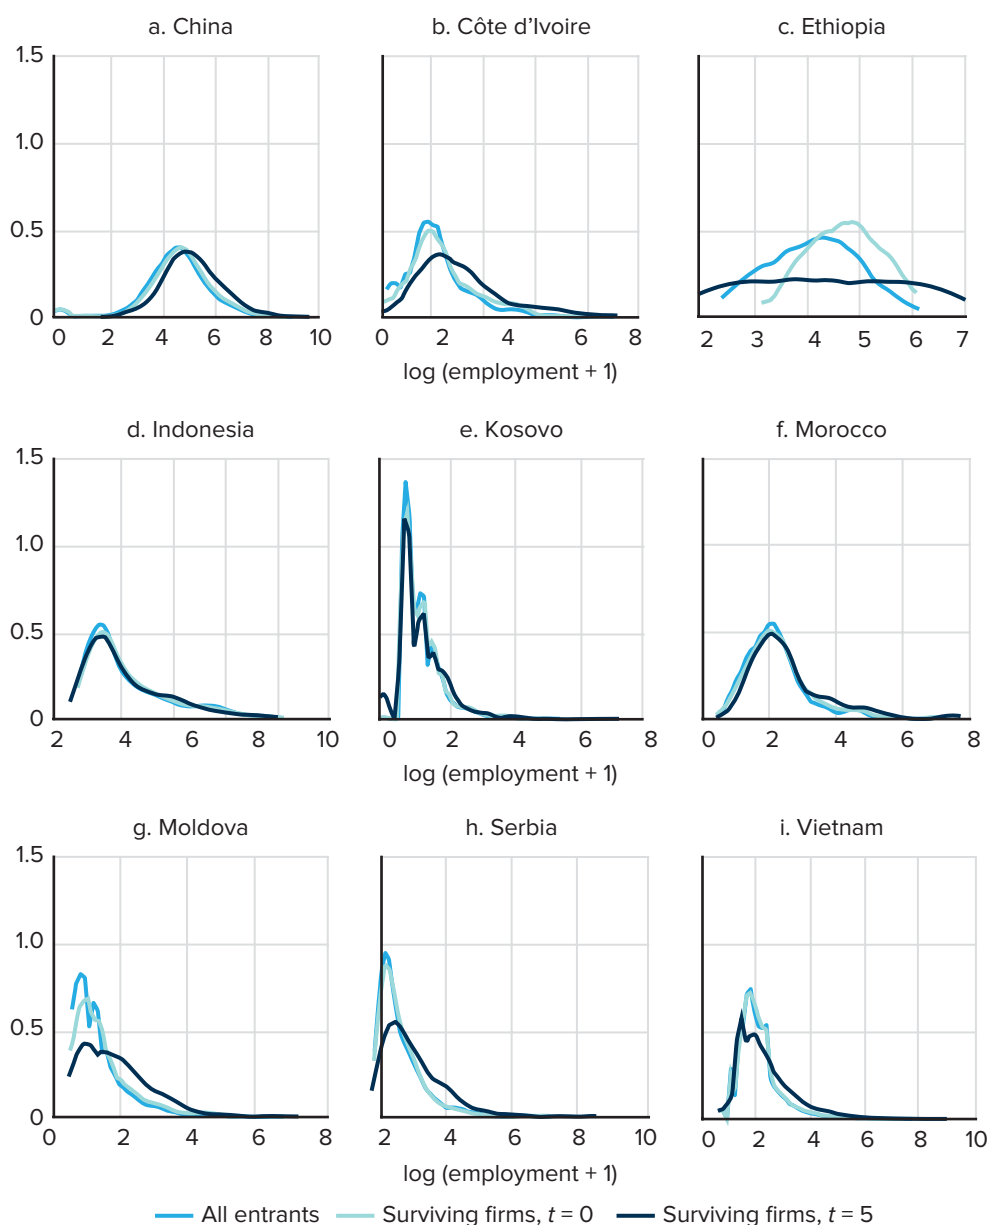 a. China b. Côte d’Ivoire c. Ethiopia
1.5
1.0
0.5
0
0 2 4 6 8 10 0 2 4 6 8 2 3 4 5 6 7
log (employment + 1)
d. Indonesia e. Kosovo f. Morocco
1.5
1.0
0.5
0
2 4 6 8 10 0 2 4 6 8 0 2 4 6 8
log (employment + 1)
g. Moldova h. Serbia i. Vietnam
1.5
1.0
0.5
0
0 2 4 6 8 2 4 6 8 10 0 2 4 6 8 10
log (employment + 1)
All entrants Surviving firms, t = 0 Surviving firms, t = 5